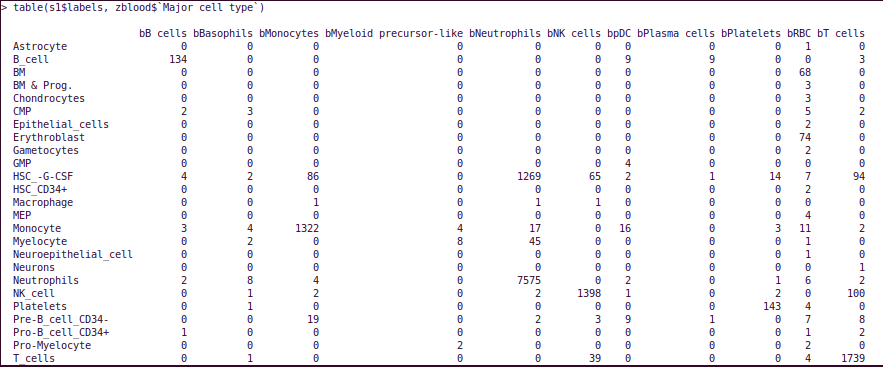 > table(s1$labels, zblood$`Major cell type`)
bB cells bBasophils bMonocytes bMyeloid precursor-like bNeutrophils bNK cells bpDC bPlasma cells bPlatelets bRBC bT cells
Astrocyte 0 0 0 0 0 0 0 0 0 1 0
B_cell 134 0 0 0 0 0 9 9 0 0 3
BM 0 0 0 0 0 0 0 0 0 68 0
BM & Prog. 0 0 0 0 0 0 0 0 0 3 0
Chondrocytes 0 0 0 0 0 0 0 0 0 3 0
CMP 2 3 0 0 0 0 0 0 0 5 2
Epithelial_cells 0 0 0 0 0 0 0 0 0 2 0
Erythroblast 0 0 0 0 0 0 0 0 0 74 0
Gametocytes 0 0 0 0 0 0 0 0 0 2 0
GMP 0 0 0 0 0 0 4 0 0 0 0
HSC_-G-CSF 4 2 86 0 1269 65 2 1 14 7 94
HSC_CD34+ 0 0 0 0 0 0 0 0 0 2 0
Macrophage 0 0 1 0 1 1 0 0 0 0 0
MEP 0 0 0 0 0 0 0 0 0 4 0
Monocyte 3 4 1322 4 17 0 16 0 3 11 2
Myelocyte 0 2 0 8 45 0 0 0 0 1 0
Neuroepithelial_cell 0 0 0 0 0 0 0 0 0 1 0
Neurons 0 0 0 0 0 0 0 0 0 0 1
Neutrophils 2 8 4 0 7575 0 2 0 1 6 2
NK_cell 0 1 2 0 2 1398 1 0 2 0 100
Platelets 0 1 0 0 0 0 0 0 143 4 0
Pre-B_cell_CD34- 0 0 19 0 2 3 9 1 0 7 8
Pro-B_cell_CD34+ 1 0 0 0 0 0 0 0 0 1 2
Pro-Myelocyte 0 0 0 2 0 0 0 0 0 2 0
T_cells 0 1 0 0 0 39 0 0 0 4 1739